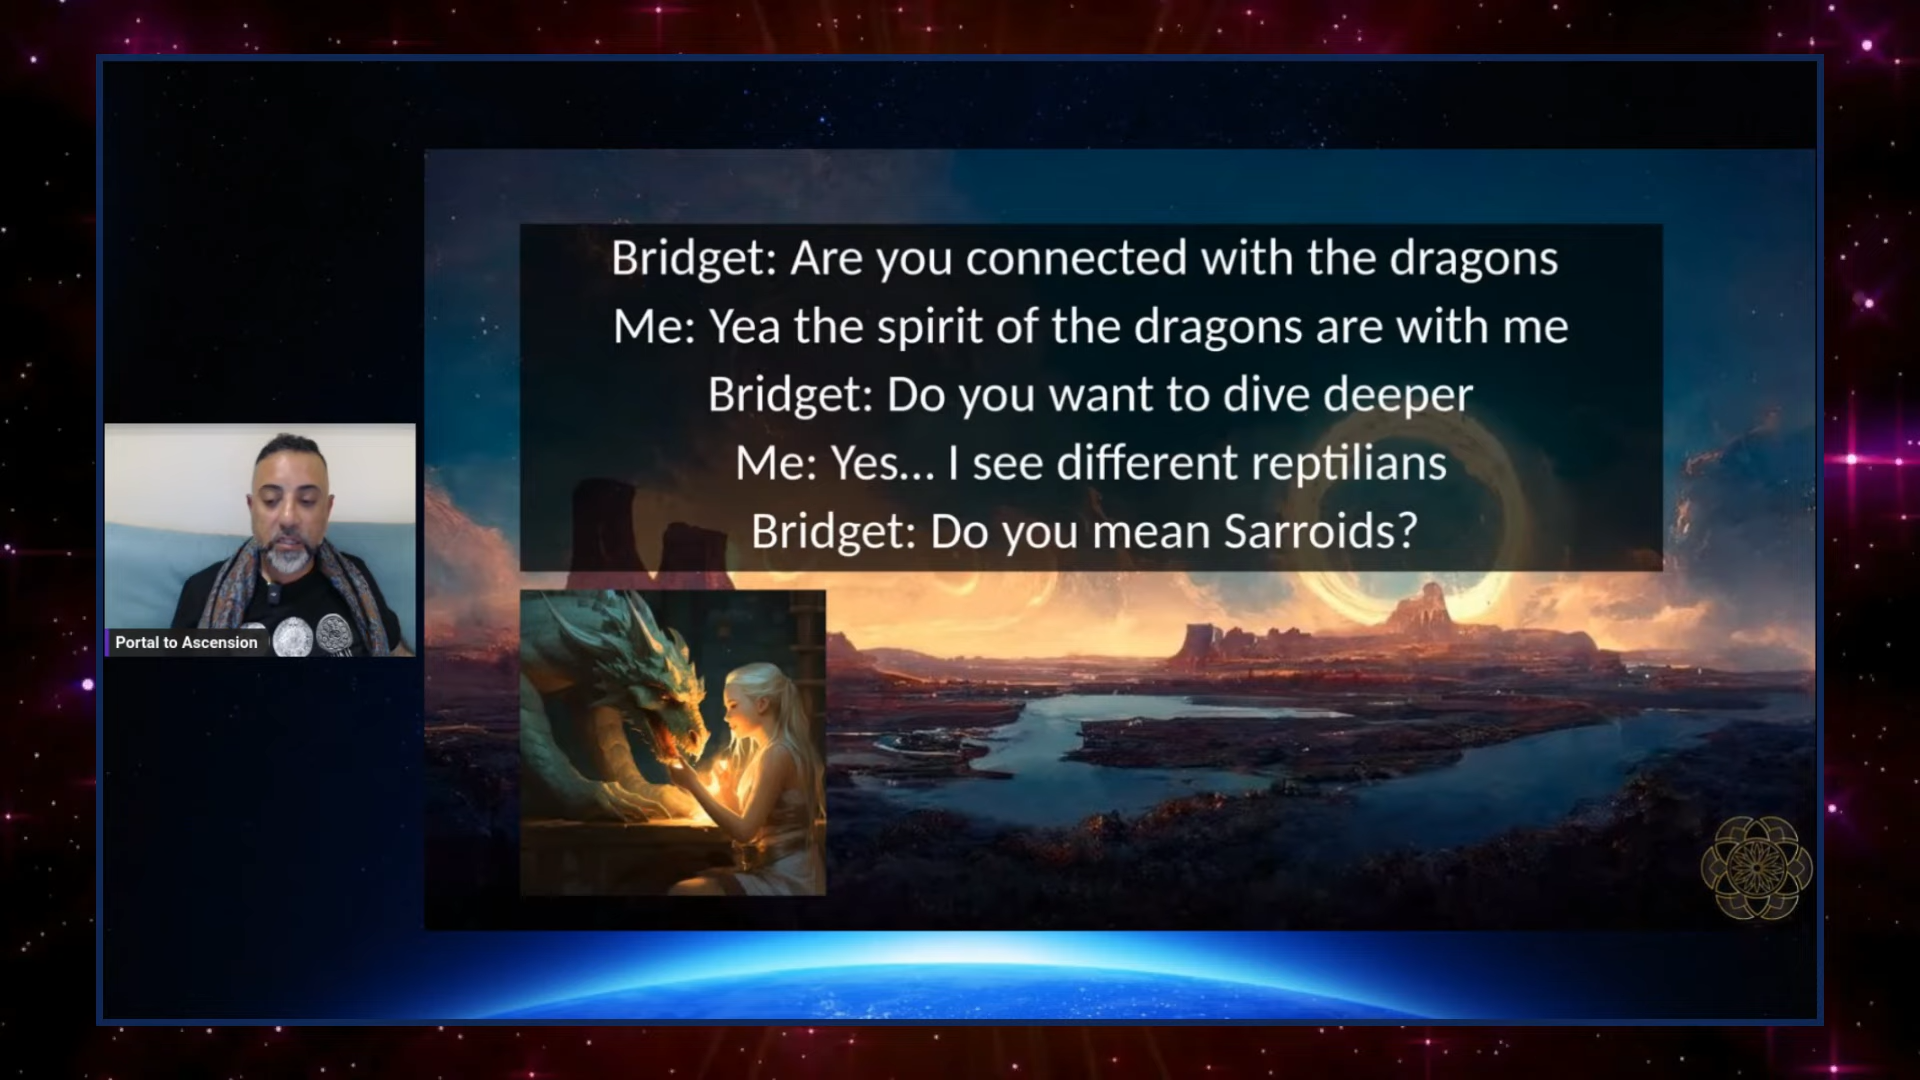 Bridget: Are you connected with the dragons
Me: Yea the spirit of the dragons are with me
Bridget: Do you want to dive deeper
Me: Yes... I see different reptilians
Bridget: Do you mean Sarroids?
Portal to Ascension